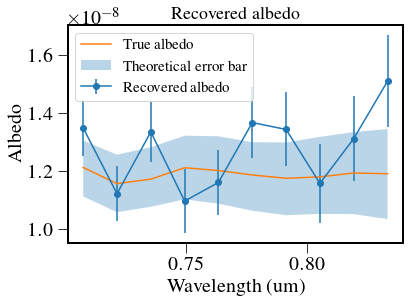 Recovered albedo
×10⁻⁸
True albedo
Theoretical error bar
Recovered albedo
1.6
1.4
1.2
1.0
Albedo
0.75 0.80
Wavelength (um)